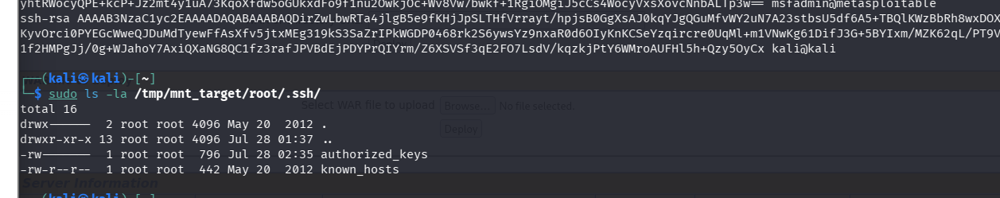 yhtRWocyQPE+kcP+Jz2mt4y1uA/3KqoXfdw5oGUkxdFo9f1nu2OwkjOc+Wv8Vw/bwkf+1RgiOMgiJ5cCs4WocyVxsXovcNnbALTp3w== msfadmin@metasploitable
ssh-rsa AAAAB3NzaC1yc2EAAAADAQABAAABAQDirZwLbwRTa4jlgB5e9fKHjJpSLTHfVrrayt/hpjsB0GgXsAJ0kqYJgQGuMfvWY2uN7A23stbsU5df6A5+TBQlKWzBbRh8wxDOX
KyvOrci0PYEGcWweQJDuMdTyewFfAsXfv5jtxMEg319kS3SaZrIPkWGDP0468rk2S6ywsYz9nxaR0d6OIyKnKCSeYzqircre0UqMl+m1VNwKg61DifJ3G+5BYIxm/MZK62qL/PT9V
1f2HMPgJj/0g+WJahoY7AxiQXaNG8QC1fz3rafJPVBdEjPDYPrQIYrm/Z6XSVSf3qE2FO7LsdV/kqzkjPtY6WMroAUFHl5h+Qzy5OyCx kali@kali
┌──(kali㉿kali)-[~]
└─$ sudo ls -la /tmp/mnt_target/root/.ssh/
Select WAR file to upload Browse... No file selected.
total 16
drwx------  2 root root 4096 May 20  2012 .
Deploy
drwxr-xr-x 13 root root 4096 Jul 28 01:37 ..
-rw-------  1 root root  796 Jul 28 02:35 authorized_keys
-rw-r--r--  1 root root  442 May 20  2012 known_hosts
Server Information
┌──(kali㉿kali)-[~]